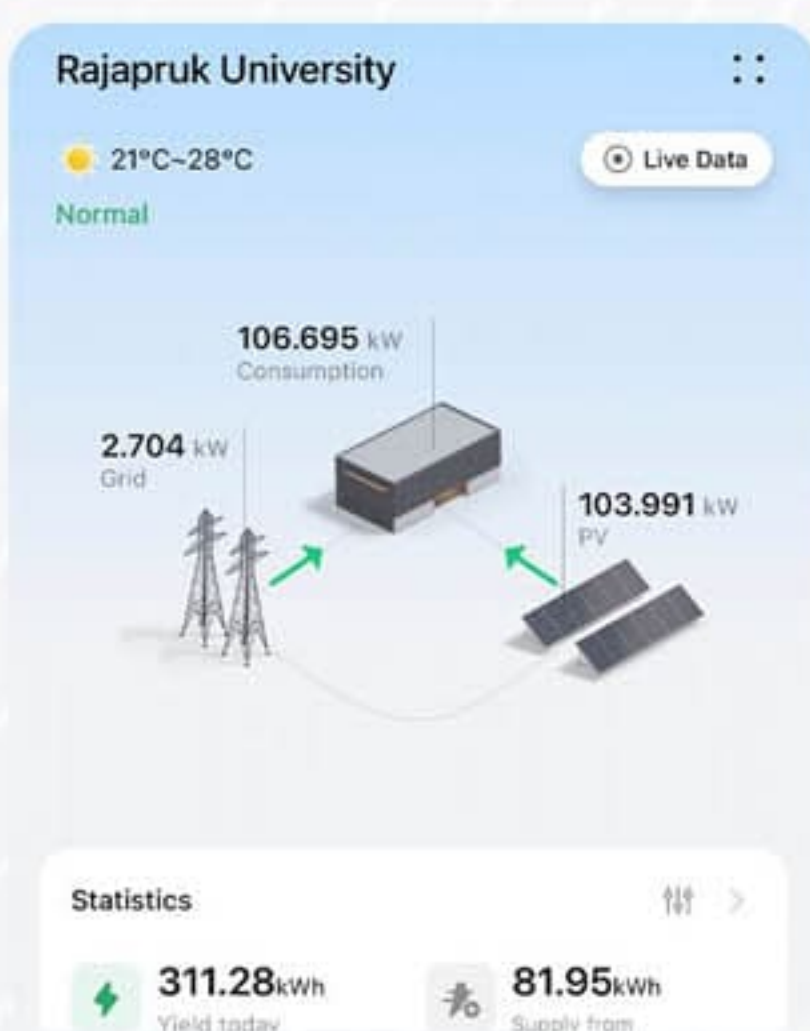 Rajapruk University
21°C~28°C
Live Data
Normal
106.695 kW
Consumption
2.704 kW
Grid
103.991 kW
PV
Statistics
311.28kWh
81.95kWh
Yield today
Supply from